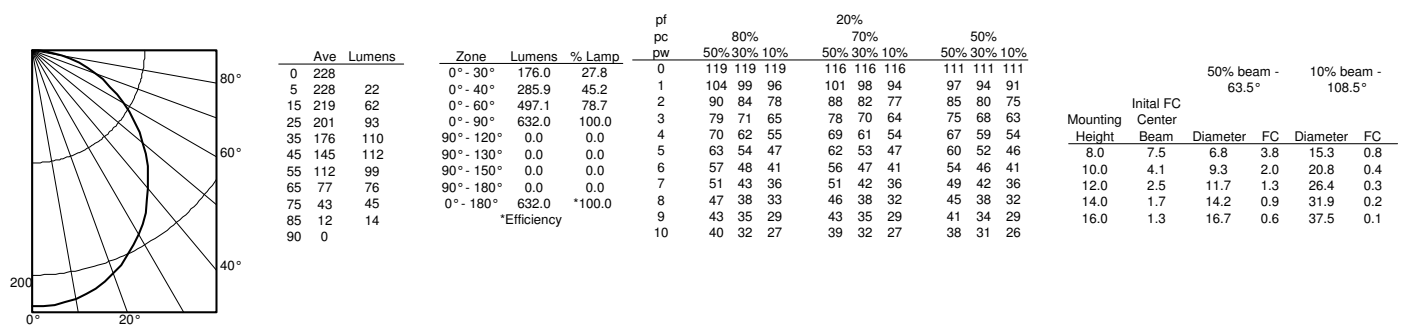 80°
60°
40°
200
0° 20°
Ave Lumens
0 228
5 228 22
15 219 62
25 201 93
35 176 110
45 145 112
55 112 99
65 77 76
75 43 45
85 12 14
90 0
Zone Lumens % Lamp
0° - 30° 176.0 27.8
0° - 40° 285.9 45.2
0° - 60° 497.1 78.7
0° - 90° 632.0 100.0
90° - 120° 0.0 0.0
90° - 130° 0.0 0.0
90° - 150° 0.0 0.0
90° - 180° 0.0 0.0
0° - 180° 632.0 *100.0
*Efficiency
pf 20%
pc 80% 70% 50%
pw 50% 30% 10% 50% 30% 10% 50% 30% 10%
0 119 119 119 116 116 116 111 111 111
1 104 99 96 101 98 94 97 94 91
2 90 84 78 88 82 77 85 80 75
3 79 71 65 78 70 64 75 68 63
4 70 62 55 69 61 54 67 59 54
5 63 54 47 62 53 47 60 52 46
6 57 48 41 56 47 41 54 46 41
7 51 43 36 51 42 36 49 42 36
8 47 38 33 46 38 32 45 38 32
9 43 35 29 43 35 29 41 34 29
10 40 32 27 39 32 27 38 31 26
50% beam - 10% beam -
63.5° 108.5°
Inital FC
Mounting Center
Height Beam Diameter FC Diameter FC
8.0 7.5 6.8 3.8 15.3 0.8
10.0 4.1 9.3 2.0 20.8 0.4
12.0 2.5 11.7 1.3 26.4 0.3
14.0 1.7 14.2 0.9 31.9 0.2
16.0 1.3 16.7 0.6 37.5 0.1